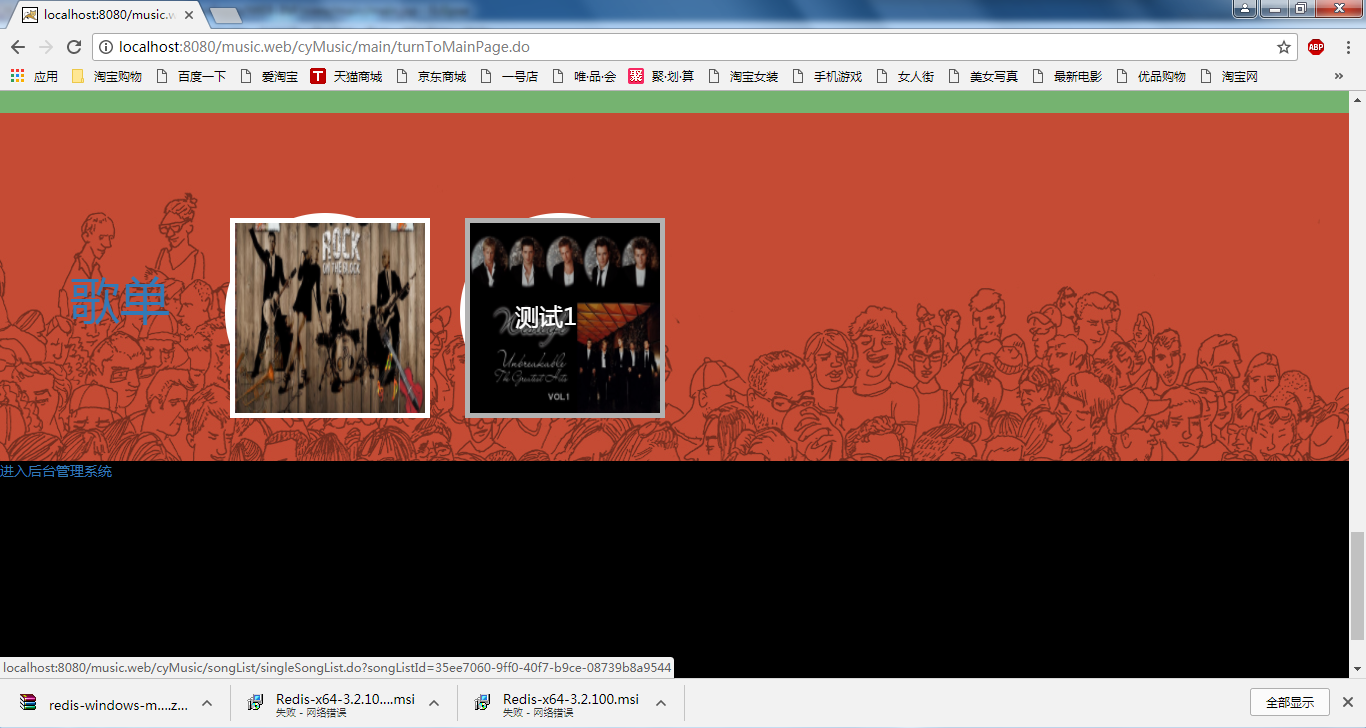 localhost:8080/music.w
localhost:8080/music.web/cyMusic/main/turnToMainPage.do
ABP
应用 淘宝购物 百度一下 爱淘宝 T 天猫商城 京东商城 一号店 唯·品·会 聚 聚·划·算 淘宝女装 手机游戏 女人街 美女写真 最新电影 优品购物 淘宝网 »
ROCK
ON THE BLOCK
歌单
测试1
Unbreakable
The Greatest Hits
VOL1
进入后台管理系统
localhost:8080/music.web/cyMusic/songList/singleSongList.do?songListId=35ee7060-9ff0-40f7-b9ce-08739b8a9544
redis-windows-m....z... Redis-x64-3.2.10....msi Redis-x64-3.2.100.msi 全部显示
失败 - 网络错误 失败 - 网络错误